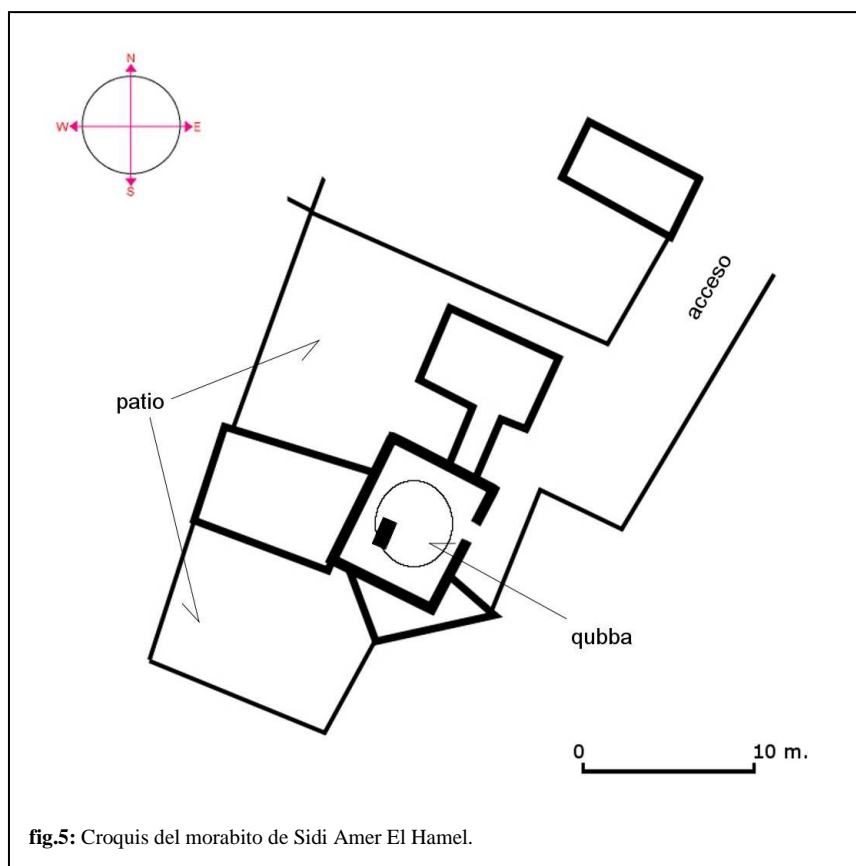 N
W E
S
acceso
patio
qubba
0 10 m.
fig.5: Croquis del morabito de Sidi Amer El Hamel.